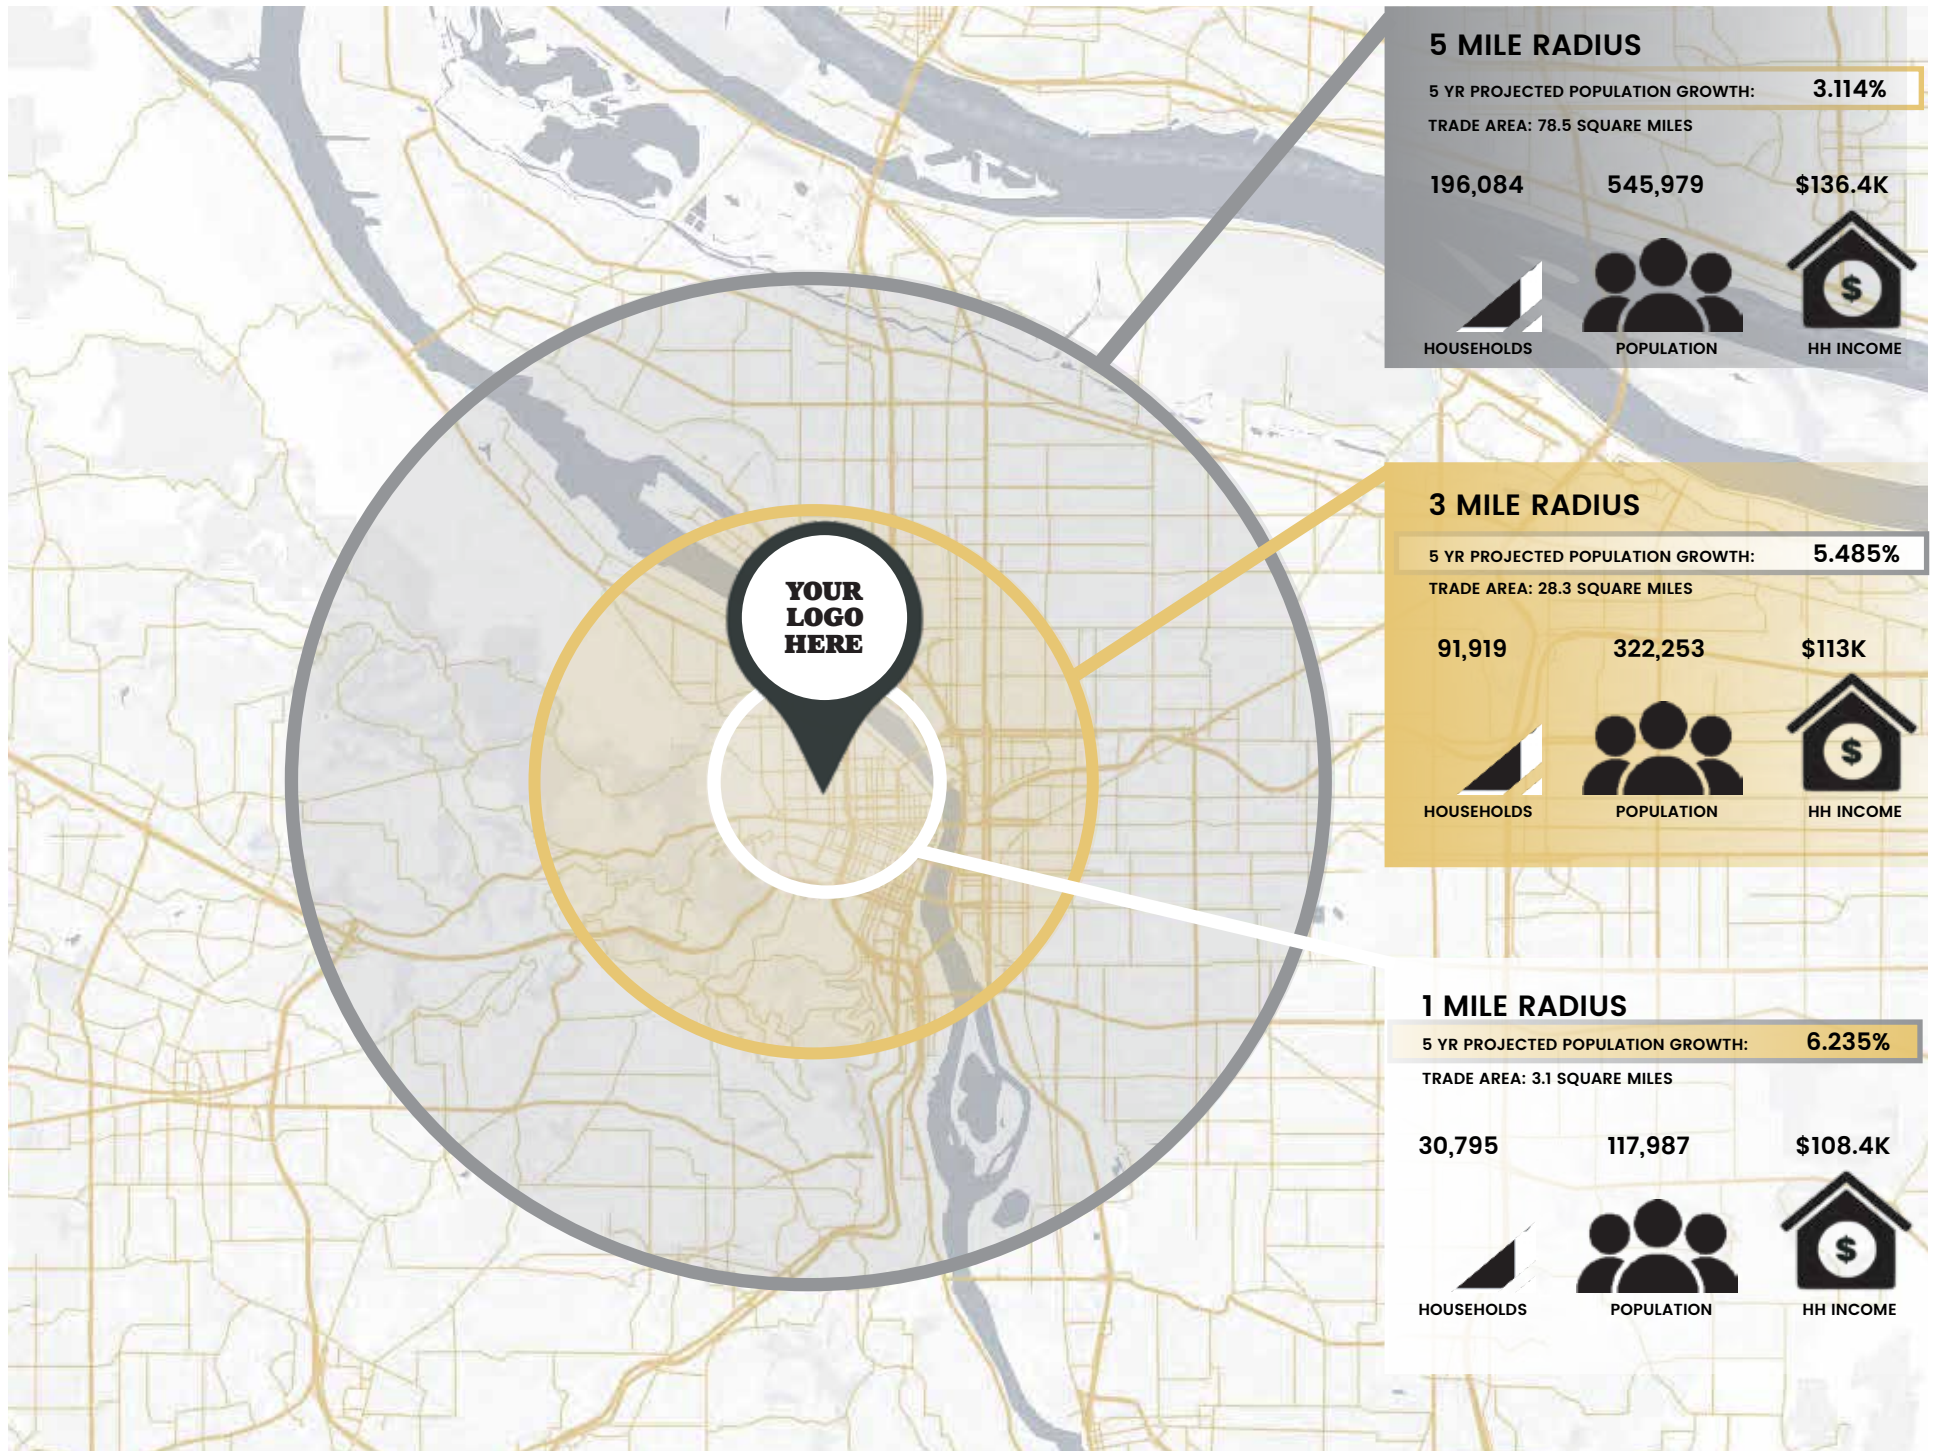 5 MILE RADIUS
5 YR PROJECTED POPULATION GROWTH: 3.114%
TRADE AREA: 78.5 SQUARE MILES
196,084 545,979 $136.4K
$
HOUSEHOLDS POPULATION HH INCOME
3 MILE RADIUS
5 YR PROJECTED POPULATION GROWTH: 5.485%
TRADE AREA: 28.3 SQUARE MILES
91,919 322,253 $113K
$
HOUSEHOLDS POPULATION HH INCOME
YOUR
LOGO
HERE
1 MILE RADIUS
5 YR PROJECTED POPULATION GROWTH: 6.235%
TRADE AREA: 3.1 SQUARE MILES
30,795 117,987 $108.4K
$
HOUSEHOLDS POPULATION HH INCOME